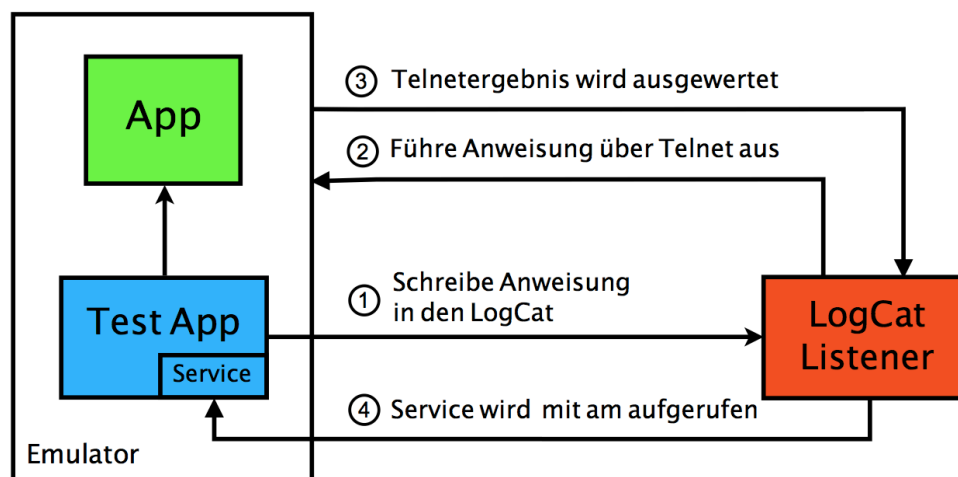 App
③ Telnetergebnis wird ausgewertet
② Führe Anweisung über Telnet aus
① Schreibe Anweisung
in den LogCat
Test App
Service
LogCat
Listener
④ Service wird mit am aufgerufen
Emulator